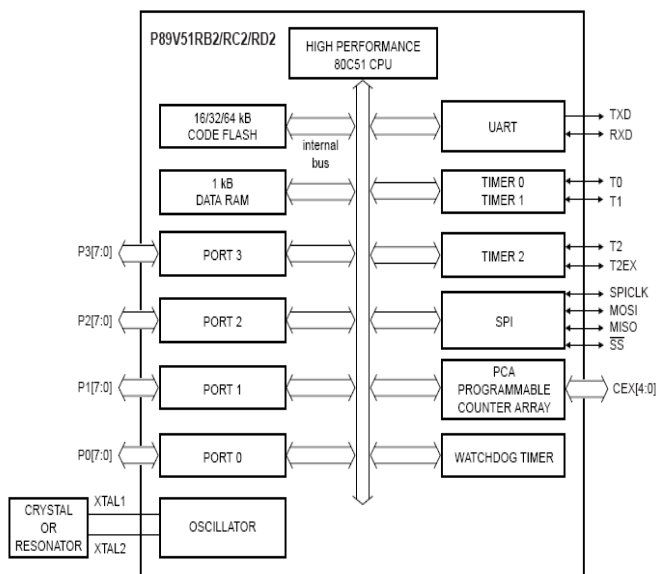 P89V51RB2/RC2/RD2
HIGH PERFORMANCE
80C51 CPU
16/32/64 kB
CODE FLASH
internal
bus
UART
TXD
RXD
1 kB
DATA RAM
TIMER 0
TIMER 1
T0
T1
P3[7:0]
PORT 3
TIMER 2
T2
T2EX
P2[7:0]
PORT 2
SPI
SPICLK
MOSI
MISO
SS
P1[7:0]
PORT 1
PCA
PROGRAMMABLE
COUNTER ARRAY
CEX[4:0]
P0[7:0]
PORT 0
WATCHDOG TIMER
CRYSTAL
OR
RESONATOR
XTAL1
XTAL2
OSCILLATOR